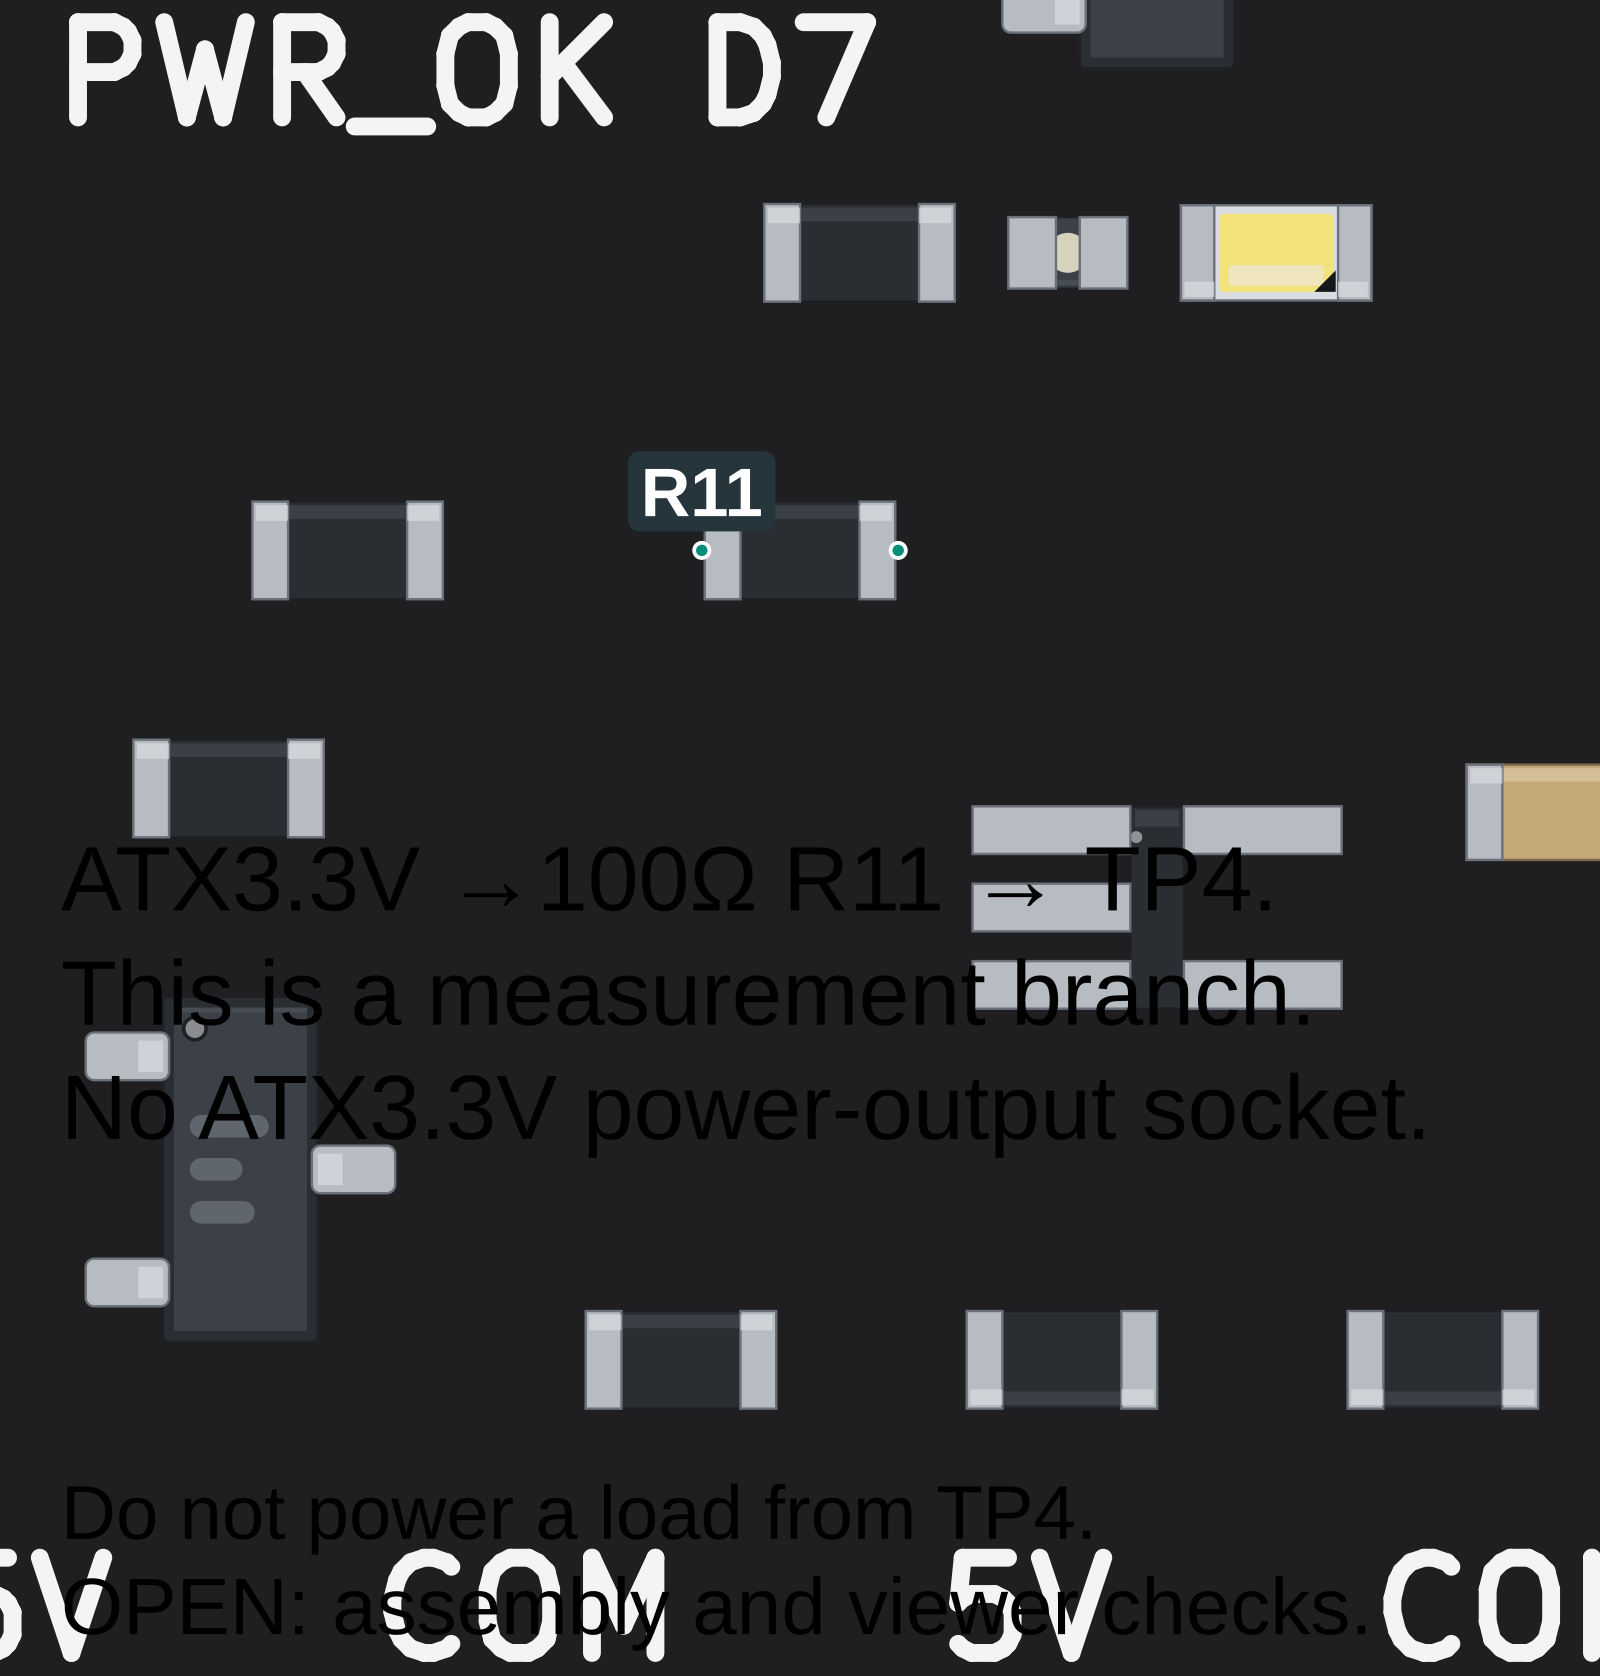 PWR_OK D7
R11
ATX3.3V →100Ω R11 → TP4.
This is a measurement branch.
No ATX3.3V power-output socket.
Do not power a load from TP4.
5V COM 5V COM
OPEN: assembly and viewer checks.